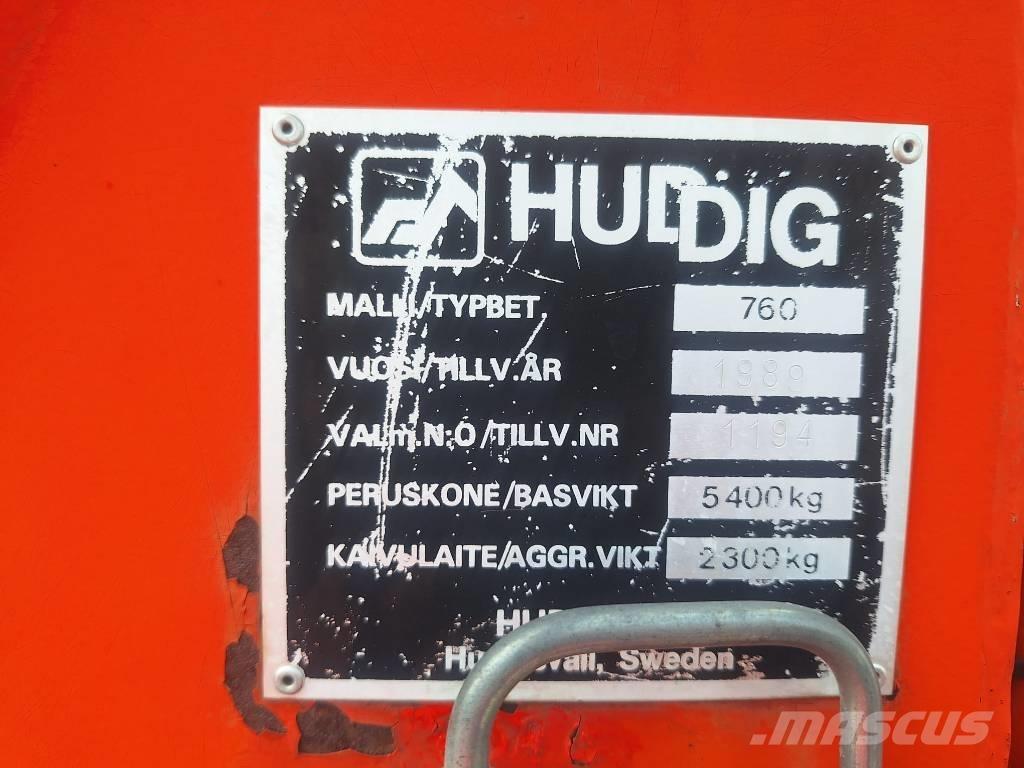 HUDDIG
MALLI/TYPBET. 760
VUOSI/TILLV.ÅR 1989
VALM.N:O/TILLV.NR 1194
PERUSKONE/BASVIKT 5400kg
KAIVULAITE/AGGR.VIKT 2300kg
Sweden
MASCUS